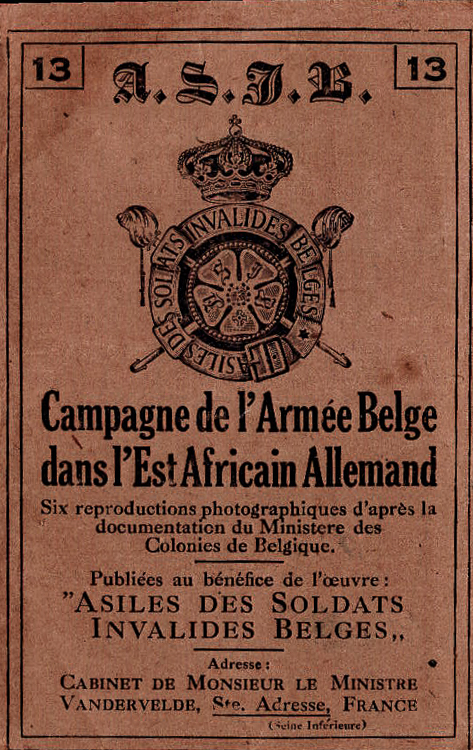 13
A. S. I. B.
13
ASILES DES SOLDATS INVALIDES BELGES
A S I B
Campagne de l'Armée Belge
dans l'Est Africain Allemand
Six reproductions photographiques d'après la
documentation du Ministere des
Colonies de Belgique.
Publiées au bénéfice de l'œuvre :
"ASILES DES SOLDATS
INVALIDES BELGES,,
Adresse :
CABINET DE MONSIEUR LE MINISTRE
VANDERVELDE, Ste. Adresse, FRANCE
(Seine Inférieure)